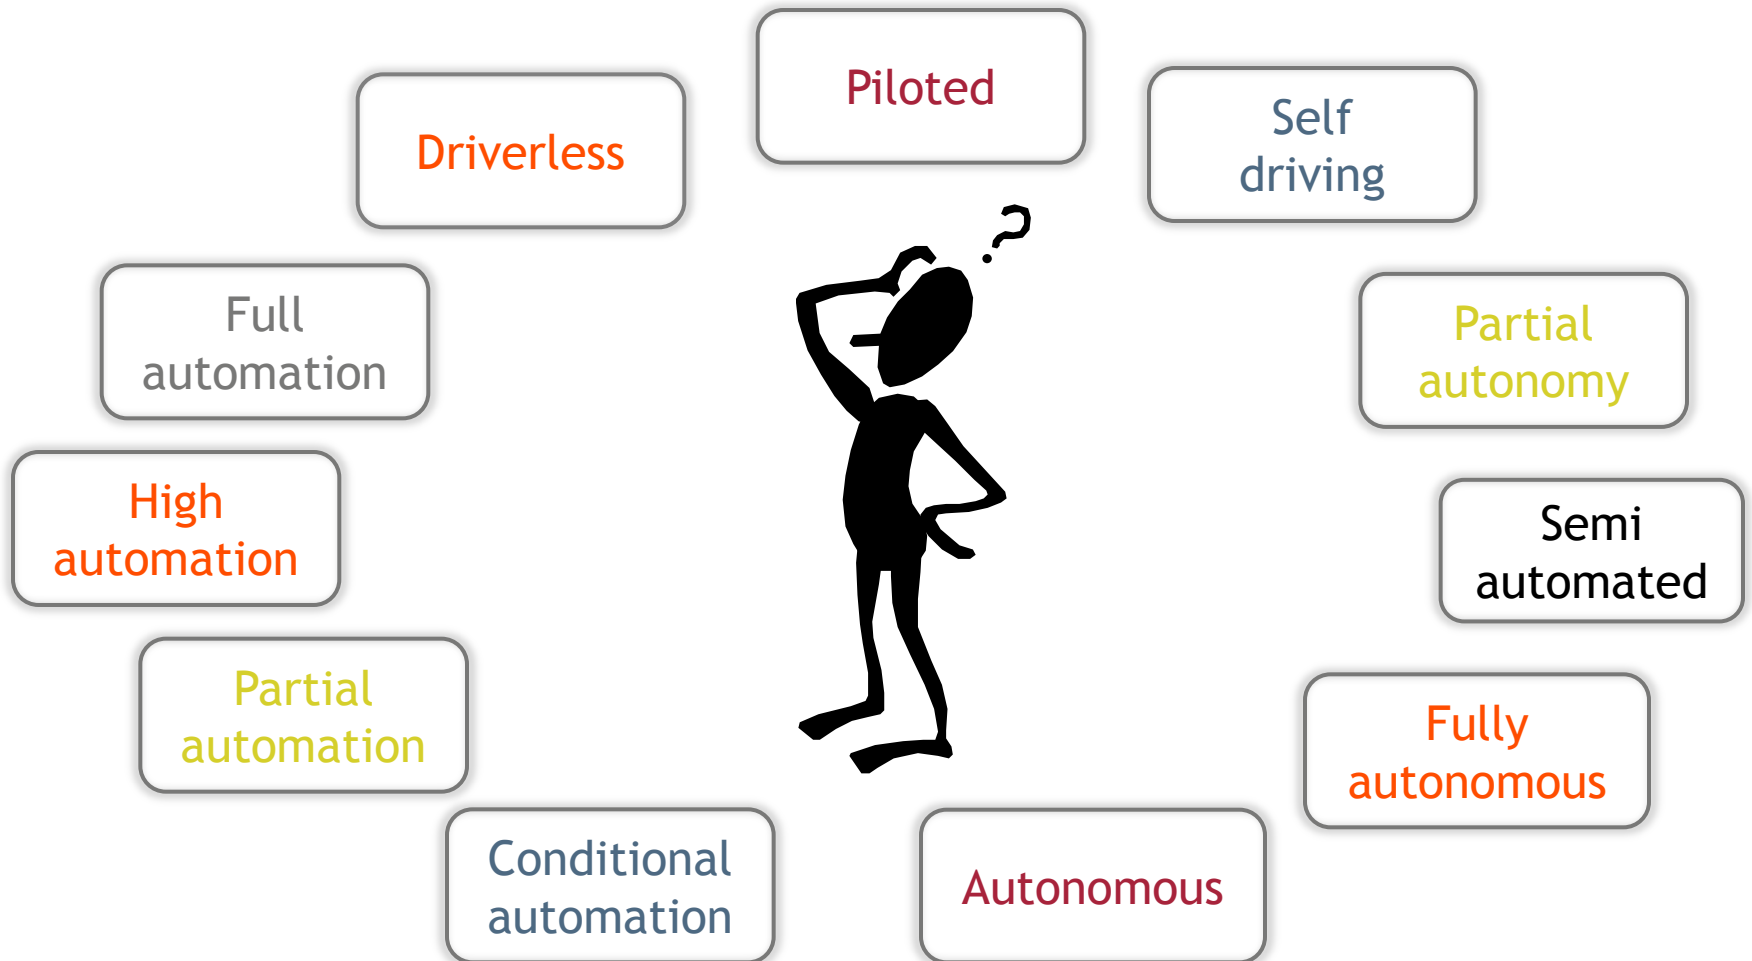 Piloted
Self
driving
Driverless
?
Full
automation
Partial
autonomy
High
automation
Semi
automated
Partial
automation
Fully
autonomous
Conditional
automation
Autonomous